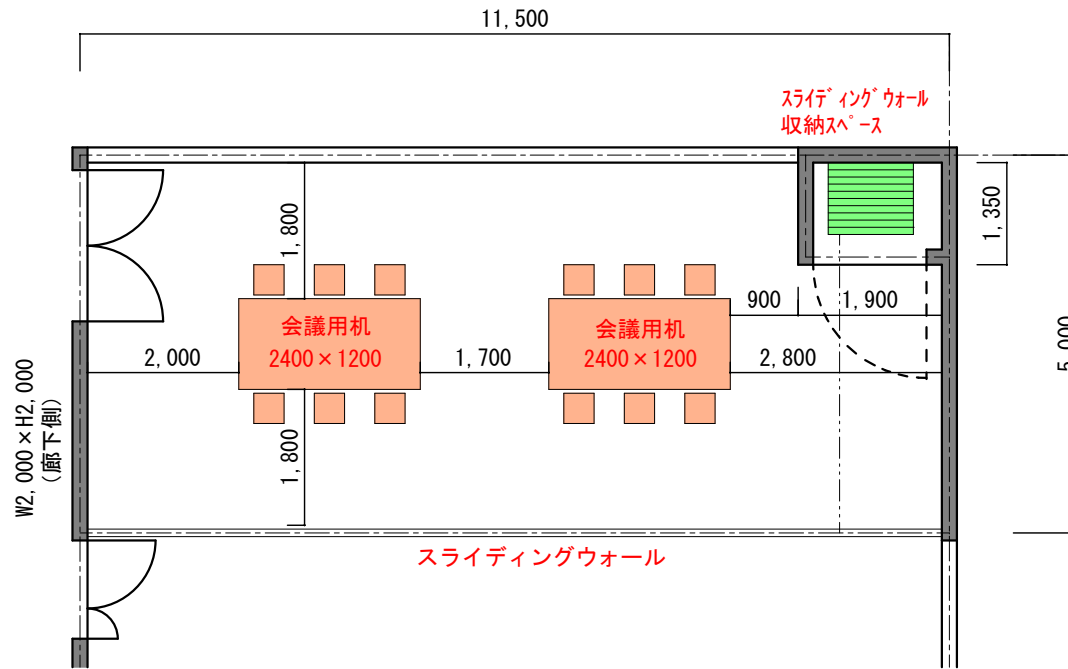 11,500
スライディングウォール
収納スペース
1,800
1,350
900
1,900
会議用机
2400×1200
会議用机
2400×1200
2,000
1,700
2,800
5,000
W2,000×H2,000
(廊下側)
1,800
スライディングウォール